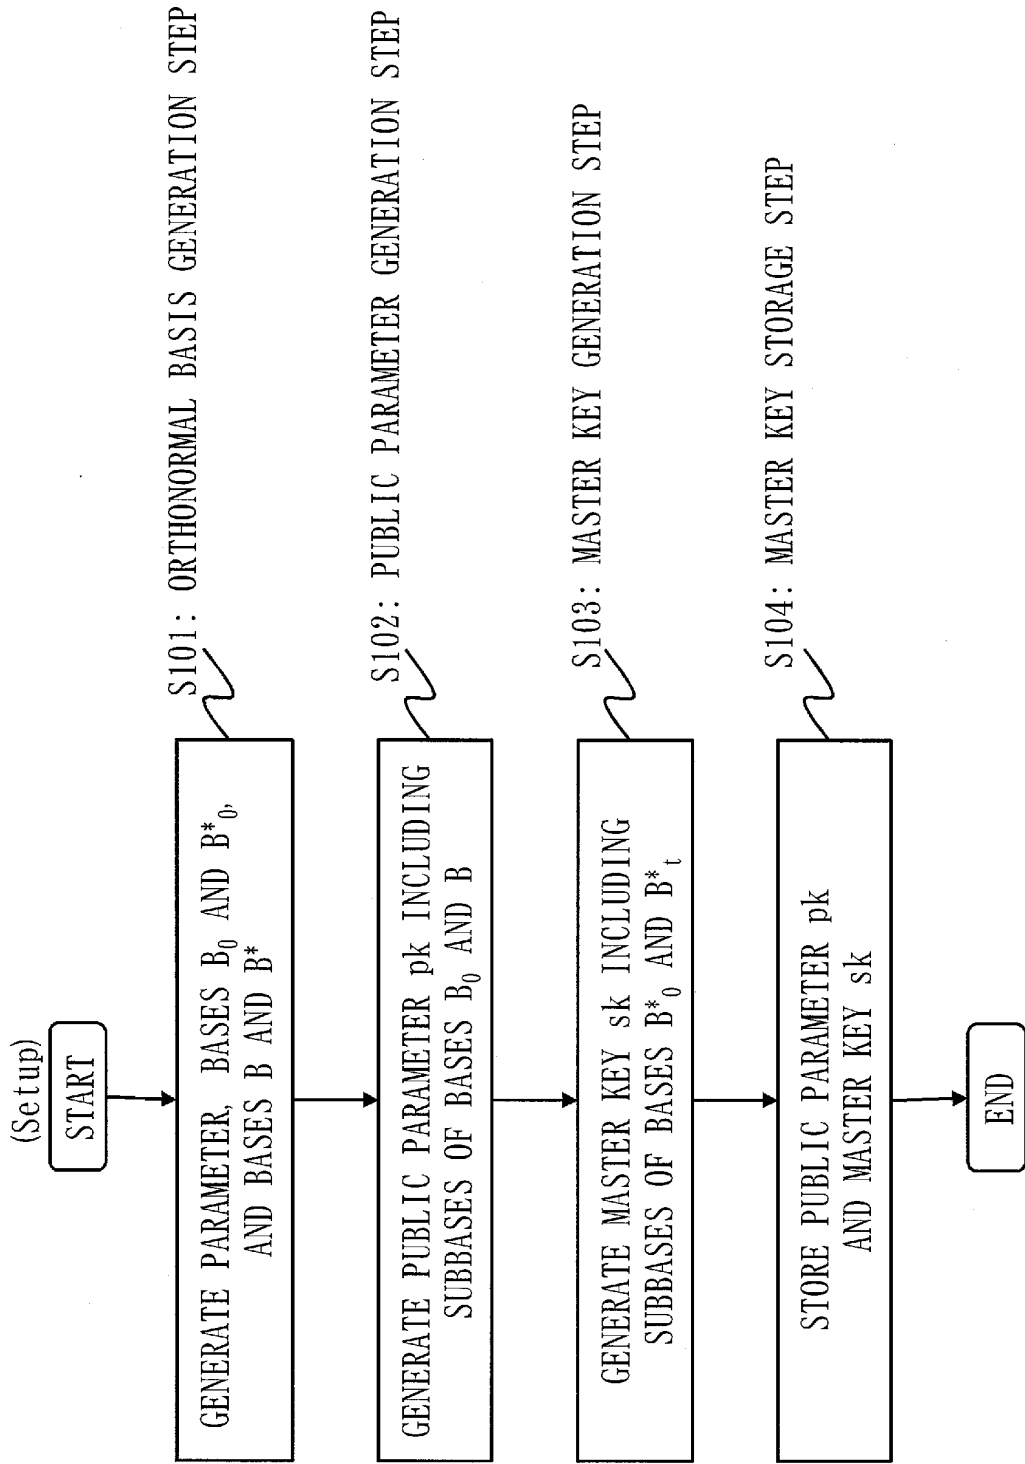 (Setup)
START
GENERATE PARAMETER, BASES B₀ AND B*₀,
AND BASES B AND B*
S101: ORTHONORMAL BASIS GENERATION STEP
GENERATE PUBLIC PARAMETER pk INCLUDING
SUBBASES OF BASES B₀ AND B
S102: PUBLIC PARAMETER GENERATION STEP
GENERATE MASTER KEY sk INCLUDING
SUBBASES OF BASES B*₀ AND B*ₜ
S103: MASTER KEY GENERATION STEP
STORE PUBLIC PARAMETER pk
AND MASTER KEY sk
S104: MASTER KEY STORAGE STEP
END